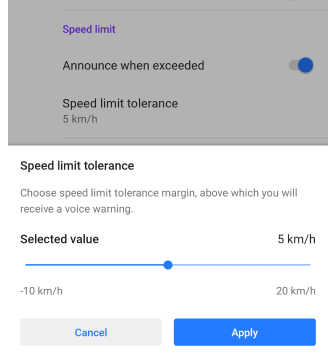 Speed limit
Announce when exceeded
Speed limit tolerance
5 km/h
Speed limit tolerance
Choose speed limit tolerance margin, above which you will
receive a voice warning.
Selected value 5 km/h
-10 km/h 20 km/h
Cancel Apply